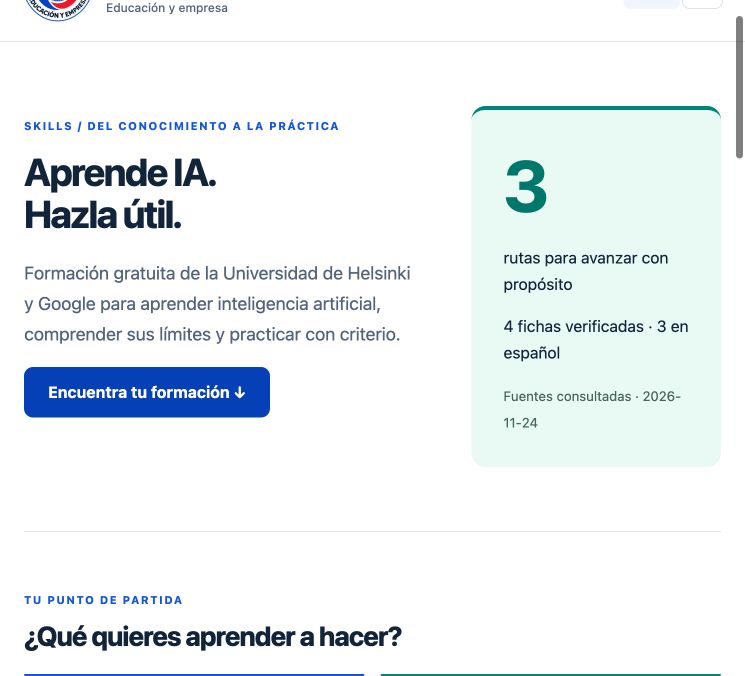 EDUCACIÓN Y EMPRESA
Educación y empresa
SKILLS / DEL CONOCIMIENTO A LA PRÁCTICA
Aprende IA.
Hazla útil.
Formación gratuita de la Universidad de Helsinki
y Google para aprender inteligencia artificial,
comprender sus límites y practicar con criterio.
Encuentra tu formación ↓
3
rutas para avanzar con
propósito
4 fichas verificadas · 3 en
español
Fuentes consultadas · 2026-
11-24
TU PUNTO DE PARTIDA
¿Qué quieres aprender a hacer?